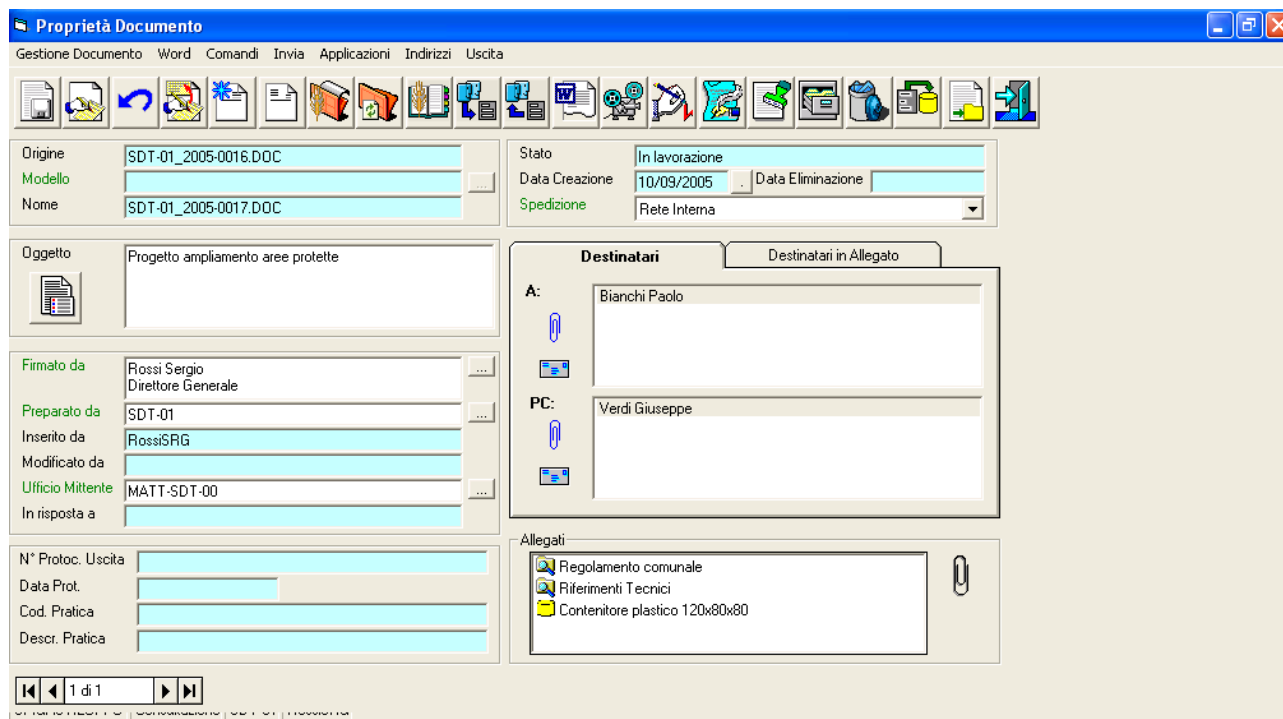 Proprietà Documento
Gestione Documento Word Comandi Invia Applicazioni Indirizzi Uscita
Origine SDT-01_2005-0016.DOC
Modello ...
Nome SDT-01_2005-0017.DOC
Stato In lavorazione
Data Creazione 10/09/2005 . Data Eliminazione
Spedizione Rete Interna
Oggetto Progetto ampliamento aree protette
Destinatari Destinatari in Allegato
A: Bianchi Paolo
PC: Verdi Giuseppe
Firmato da Rossi Sergio ...
Direttore Generale
Preparato da SDT-01 ...
Inserito da RossiSRG
Modificato da
Ufficio Mittente MATT-SDT-00 ...
In risposta a
N° Protoc. Uscita
Data Prot.
Cod. Pratica
Descr. Pratica
Allegati
Regolamento comunale
Riferimenti Tecnici
Contenitore plastico 120x80x80
1 di 1